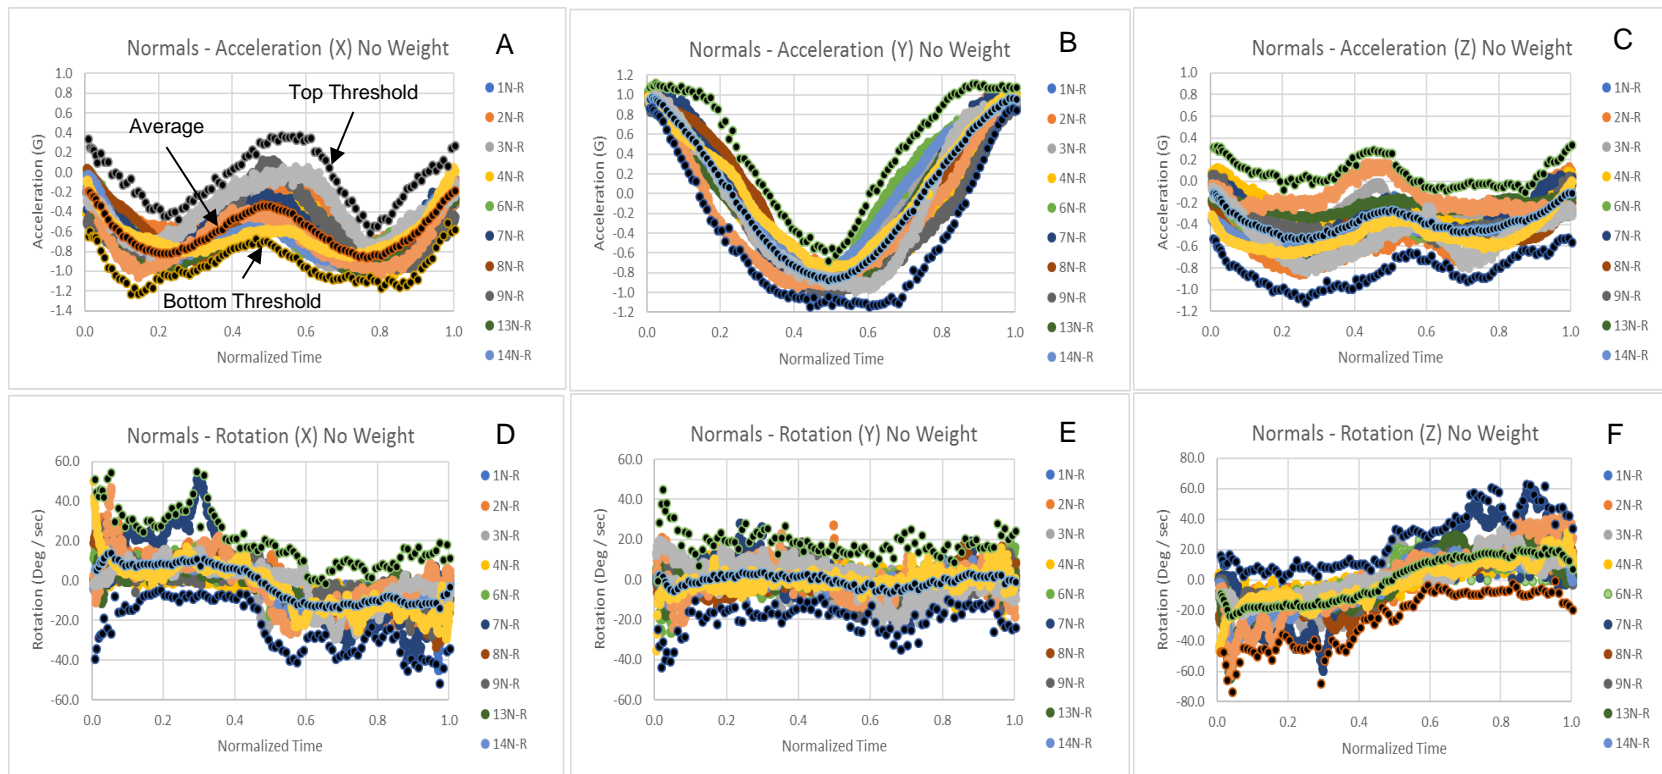 Normals - Acceleration (X) No Weight
A
Acceleration (G)
1.0
0.8
0.6
0.4
0.2
0.0
-0.2
-0.4
-0.6
-0.8
-1.0
-1.2
-1.4
0.0 0.2 0.4 0.6 0.8 1.0
Normalized Time
Top Threshold
Average
Bottom Threshold
1N-R
2N-R
3N-R
4N-R
6N-R
7N-R
8N-R
9N-R
13N-R
14N-R
Normals - Acceleration (Y) No Weight
B
Acceleration (G)
1.2
1.0
0.8
0.6
0.4
0.2
0.0
-0.2
-0.4
-0.6
-0.8
-1.0
-1.2
0.0 0.2 0.4 0.6 0.8 1.0
Normalized Time
1N-R
2N-R
3N-R
4N-R
6N-R
7N-R
8N-R
9N-R
13N-R
14N-R
Normals - Acceleration (Z) No Weight
C
Acceleration (G)
1.0
0.8
0.6
0.4
0.2
0.0
-0.2
-0.4
-0.6
-0.8
-1.0
-1.2
0.0 0.2 0.4 0.6 0.8 1.0
Normalized Time
1N-R
2N-R
3N-R
4N-R
6N-R
7N-R
8N-R
9N-R
13N-R
14N-R
Normals - Rotation (X) No Weight
D
Rotation (Deg / sec)
60.0
40.0
20.0
0.0
-20.0
-40.0
-60.0
0.0 0.2 0.4 0.6 0.8 1.0
Normalized Time
1N-R
2N-R
3N-R
4N-R
6N-R
7N-R
8N-R
9N-R
13N-R
14N-R
Normals - Rotation (Y) No Weight
E
Rotation (Deg / sec)
60.0
40.0
20.0
0.0
-20.0
-40.0
-60.0
0.0 0.2 0.4 0.6 0.8 1.0
Normalized Time
1N-R
2N-R
3N-R
4N-R
6N-R
7N-R
8N-R
9N-R
13N-R
14N-R
Normals - Rotation (Z) No Weight
F
Rotation (Deg / sec)
80.0
60.0
40.0
20.0
0.0
-20.0
-40.0
-60.0
-80.0
0.0 0.2 0.4 0.6 0.8 1.0
Normalized Time
1N-R
2N-R
3N-R
4N-R
6N-R
7N-R
8N-R
9N-R
13N-R
14N-R